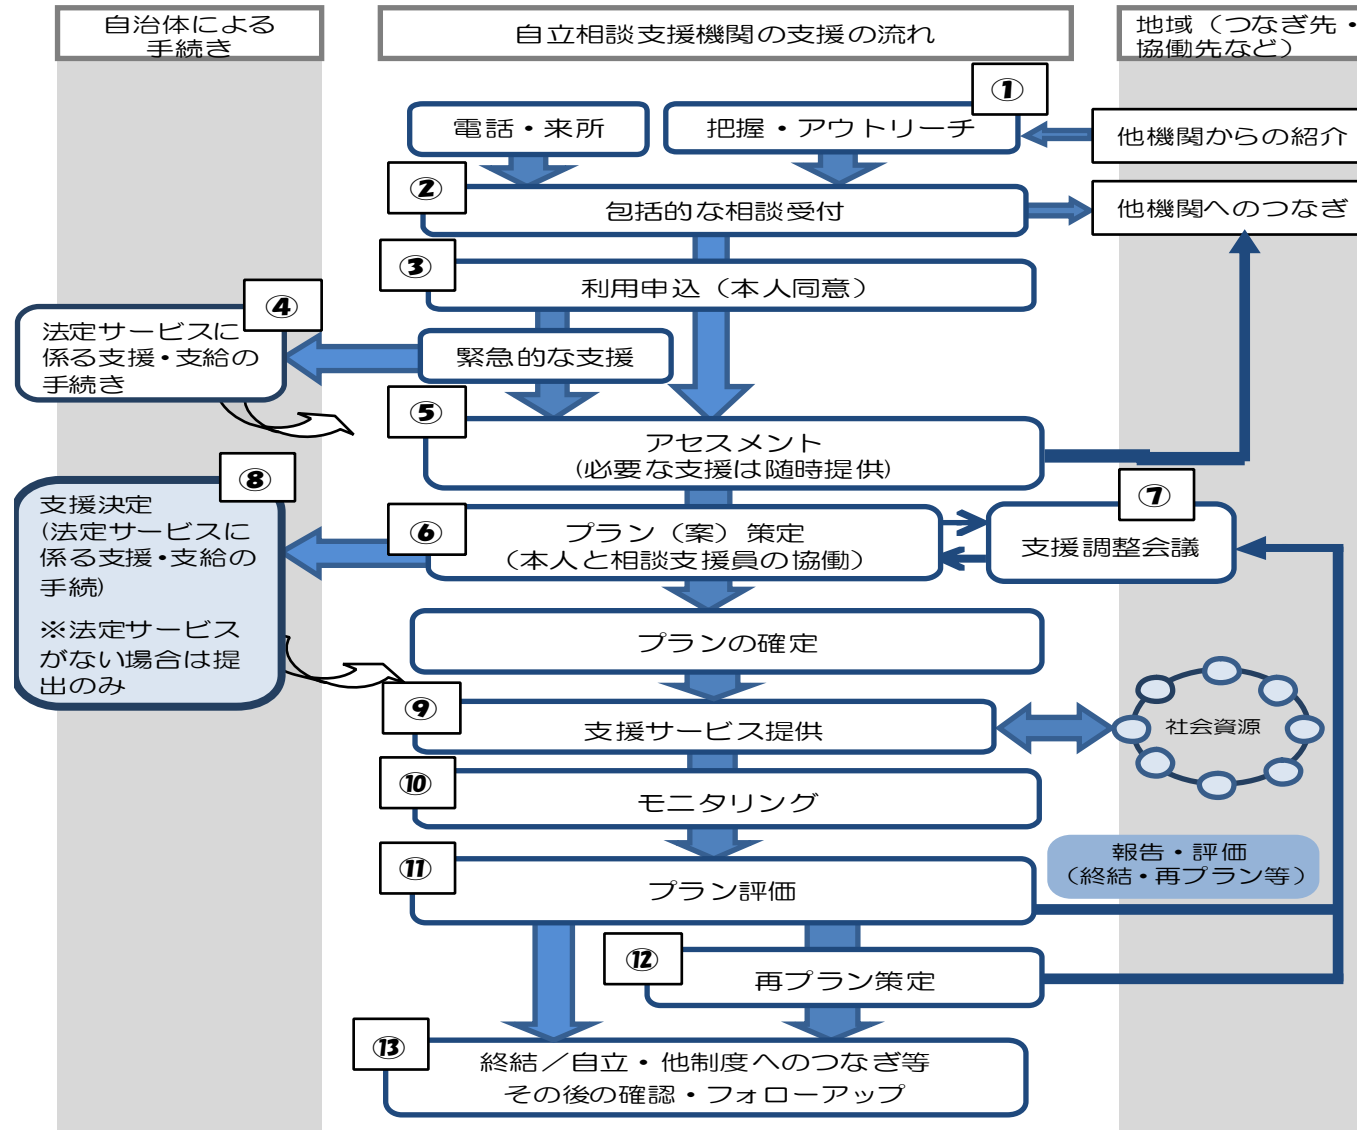 自治体による
手続き
自立相談支援機関の支援の流れ
地域（つなぎ先・
協働先など）
①
電話・来所
把握・アウトリーチ
他機関からの紹介
②
包括的な相談受付
他機関へのつなぎ
③
利用申込（本人同意）
④
法定サービスに
係る支援・支給の
手続き
緊急的な支援
⑤
アセスメント
(必要な支援は随時提供)
⑧
支援決定
(法定サービスに
係る支援・支給の
手続)
※法定サービス
がない場合は提
出のみ
⑥
プラン（案）策定
（本人と相談支援員の協働）
⑦
支援調整会議
プランの確定
⑨
支援サービス提供
社会資源
⑩
モニタリング
⑪
プラン評価
報告・評価
（終結・再プラン等）
⑫
再プラン策定
⑬
終結／自立・他制度へのつなぎ等
その後の確認・フォローアップ